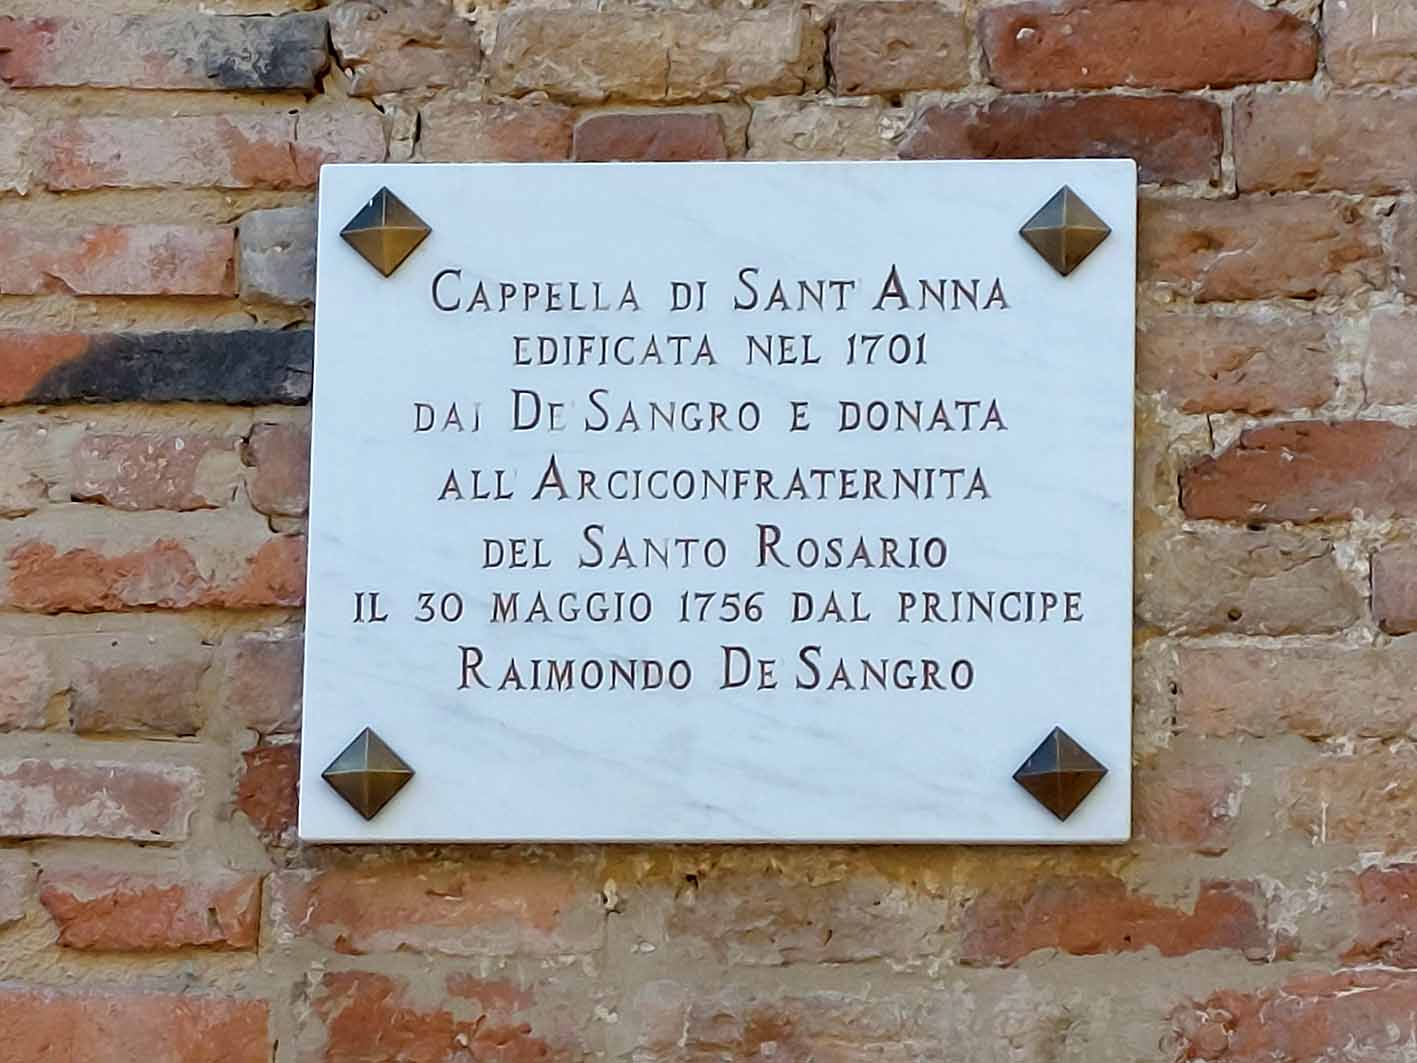 CAPPELLA DI SANT'ANNA
EDIFICATA NEL 1701
DAI DE' SANGRO E DONATA
ALL'ARCICONFRATERNITA
DEL SANTO ROSARIO
IL 30 MAGGIO 1756 DAL PRINCIPE
RAIMONDO DE SANGRO